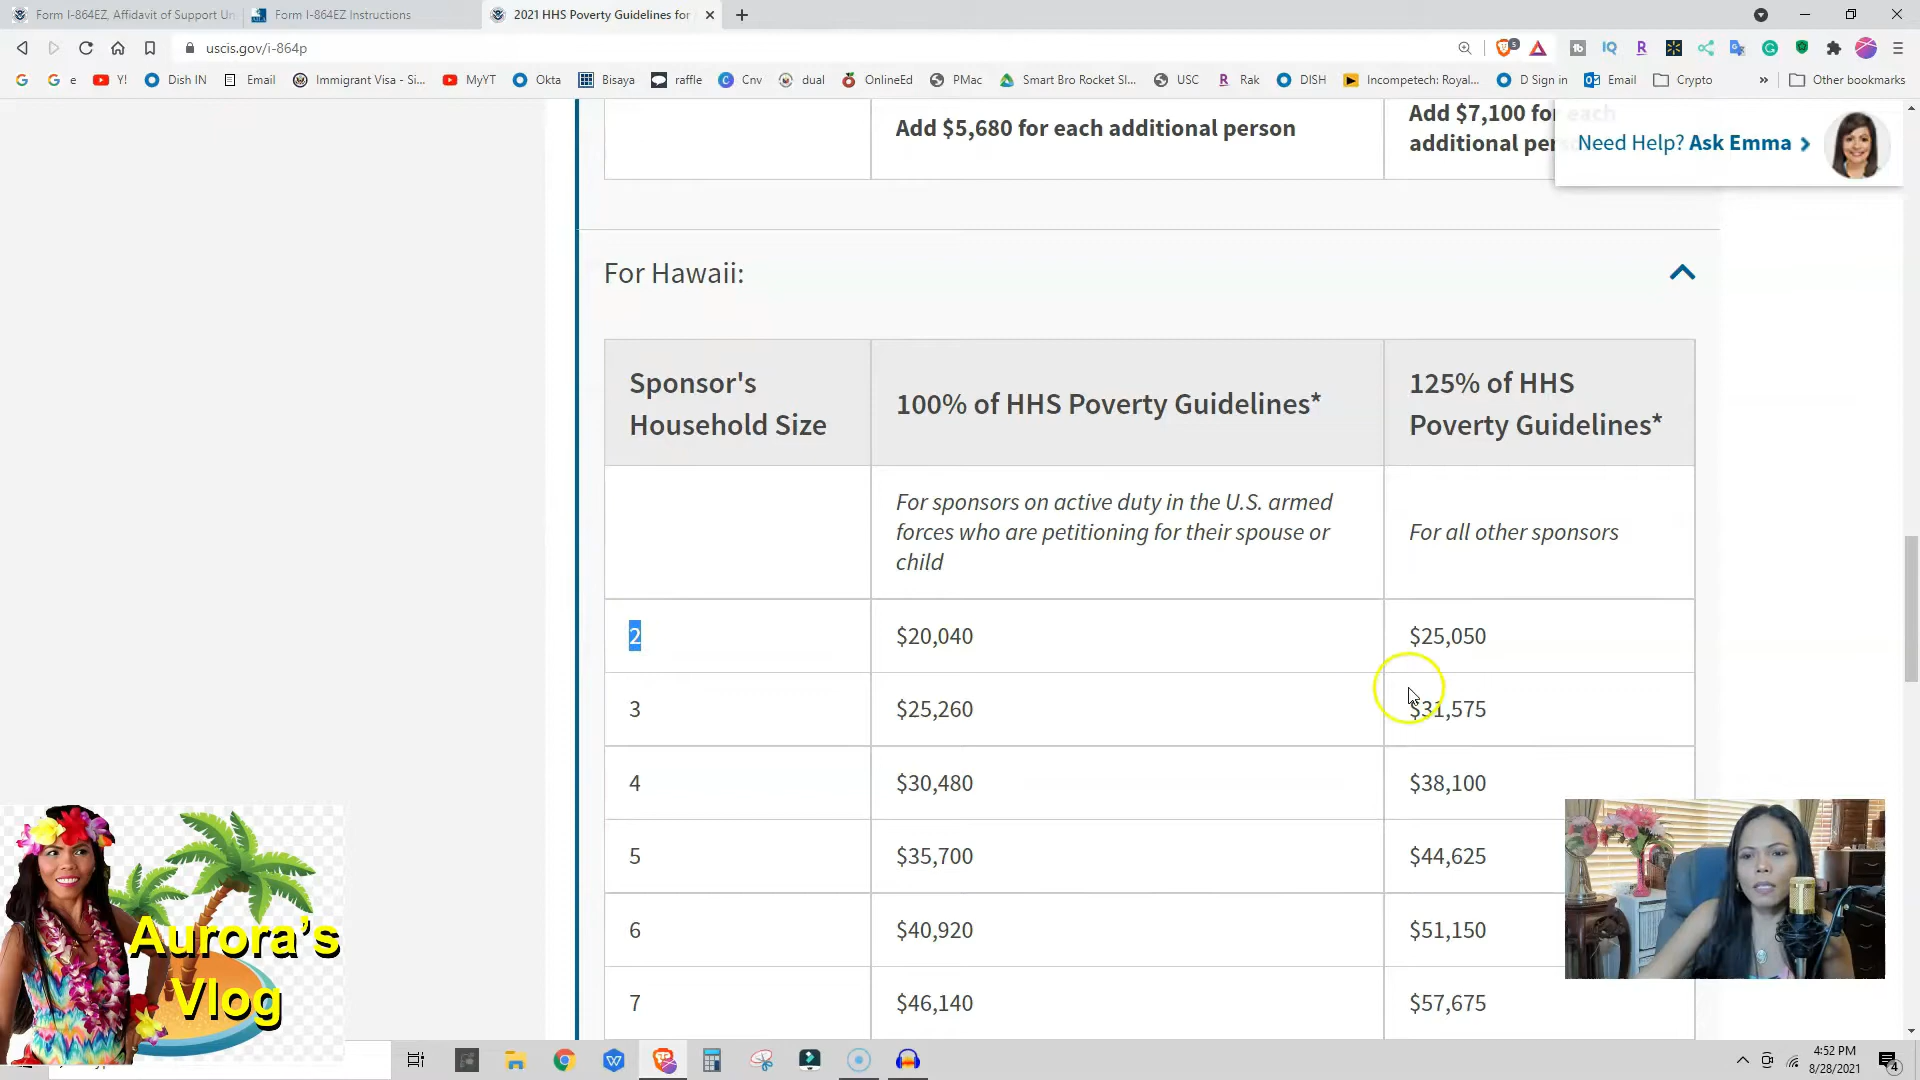 Form I-864EZ, Affidavit of Support Un
Form I-864EZ Instructions
2021 HHS Poverty Guidelines for
uscis.gov/i-864p
5
G
G e
Y!
Dish IN
Email
Immigrant Visa - Si...
MyYT
Okta
Bisaya
raffle
Cnv
dual
OnlineEd
PMac
Smart Bro Rocket Sl...
USC
Rak
DISH
Incompetech: Royal...
D Sign in
Email
Crypto
Other bookmarks
Add $5,680 for each additional person
Add $7,100 for each
additional per
Need Help? Ask Emma
For Hawaii:
Sponsor's
Household Size
100% of HHS Poverty Guidelines*
125% of HHS
Poverty Guidelines*
For sponsors on active duty in the U.S. armed
forces who are petitioning for their spouse or
child
For all other sponsors
2 $20,040 $25,050
3 $25,260 $31,575
4 $30,480 $38,100
5 $35,700 $44,625
6 $40,920 $51,150
7 $46,140 $57,675
Aurora's
Vlog
4:52 PM
8/28/2021
4